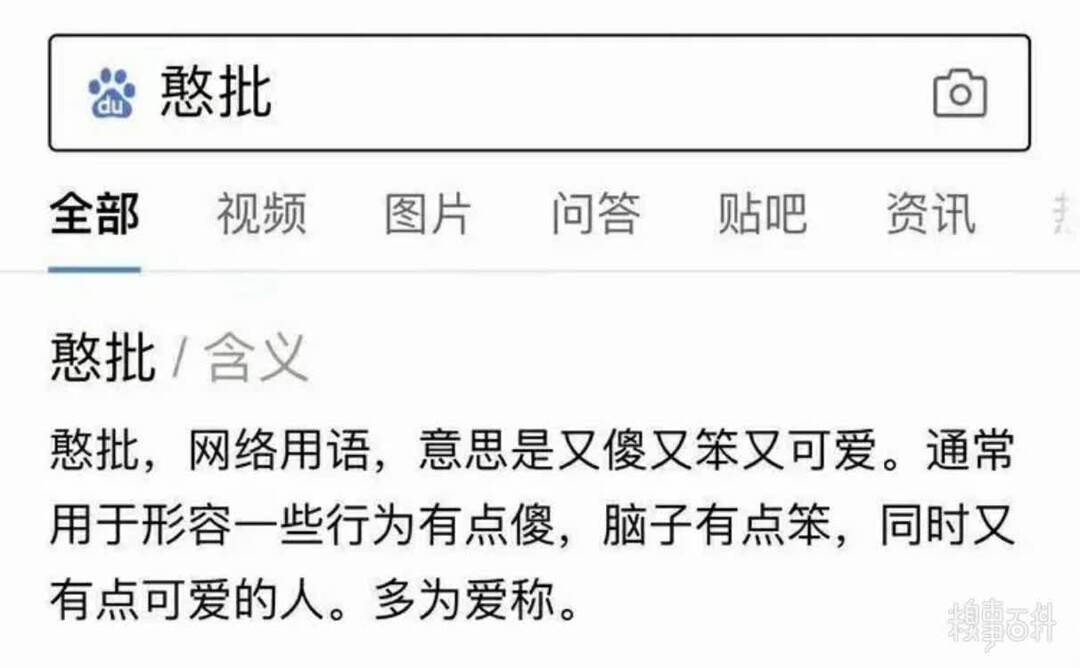 du 憨批
全部 视频 图片 问答 贴吧 资讯
憨批 / 含义
憨批，网络用语，意思是又傻又笨又可爱。通常
用于形容一些行为有点傻，脑子有点笨，同时又
有点可爱的人。多为爱称。
糗事百科